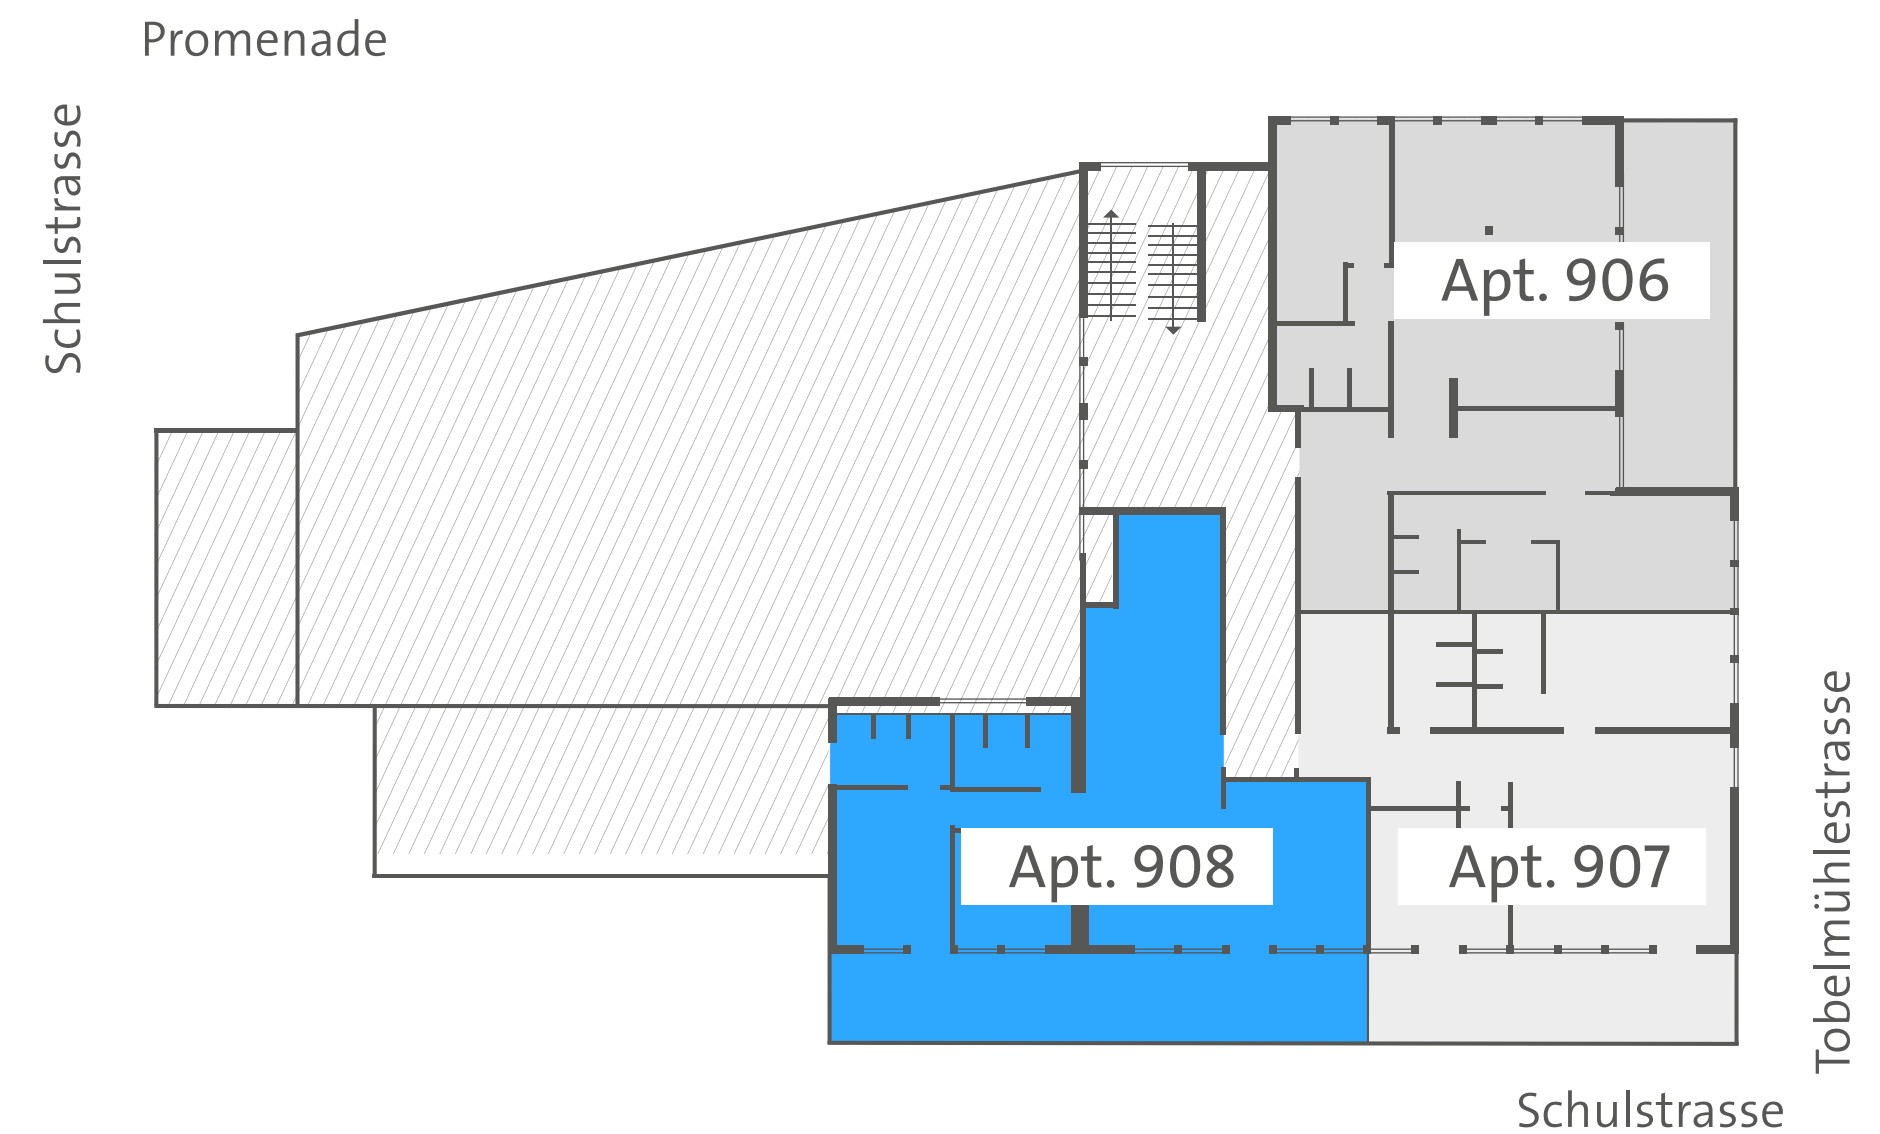 Promenade
Schulstrasse
Apt. 906
Apt. 908
Apt. 907
Tobelmühlestrasse
Schulstrasse